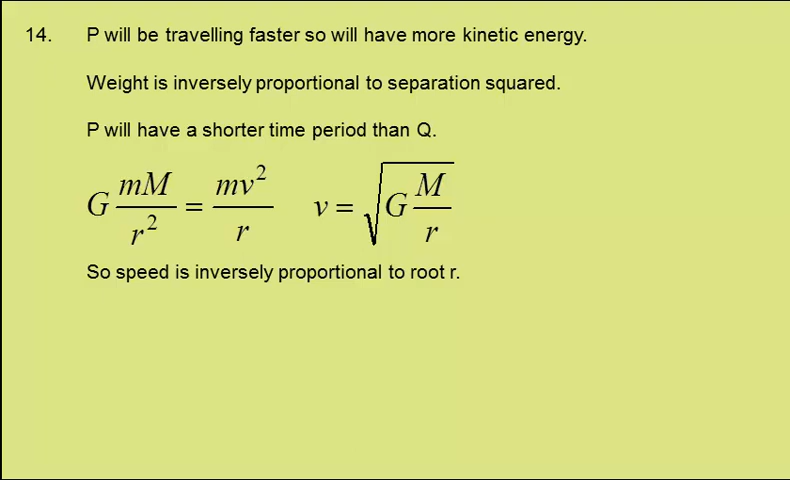 14. P will be travelling faster so will have more kinetic energy.
Weight is inversely proportional to separation squared.
P will have a shorter time period than Q.
G mM/r² = mv²/r   v = √(G M/r)
So speed is inversely proportional to root r.